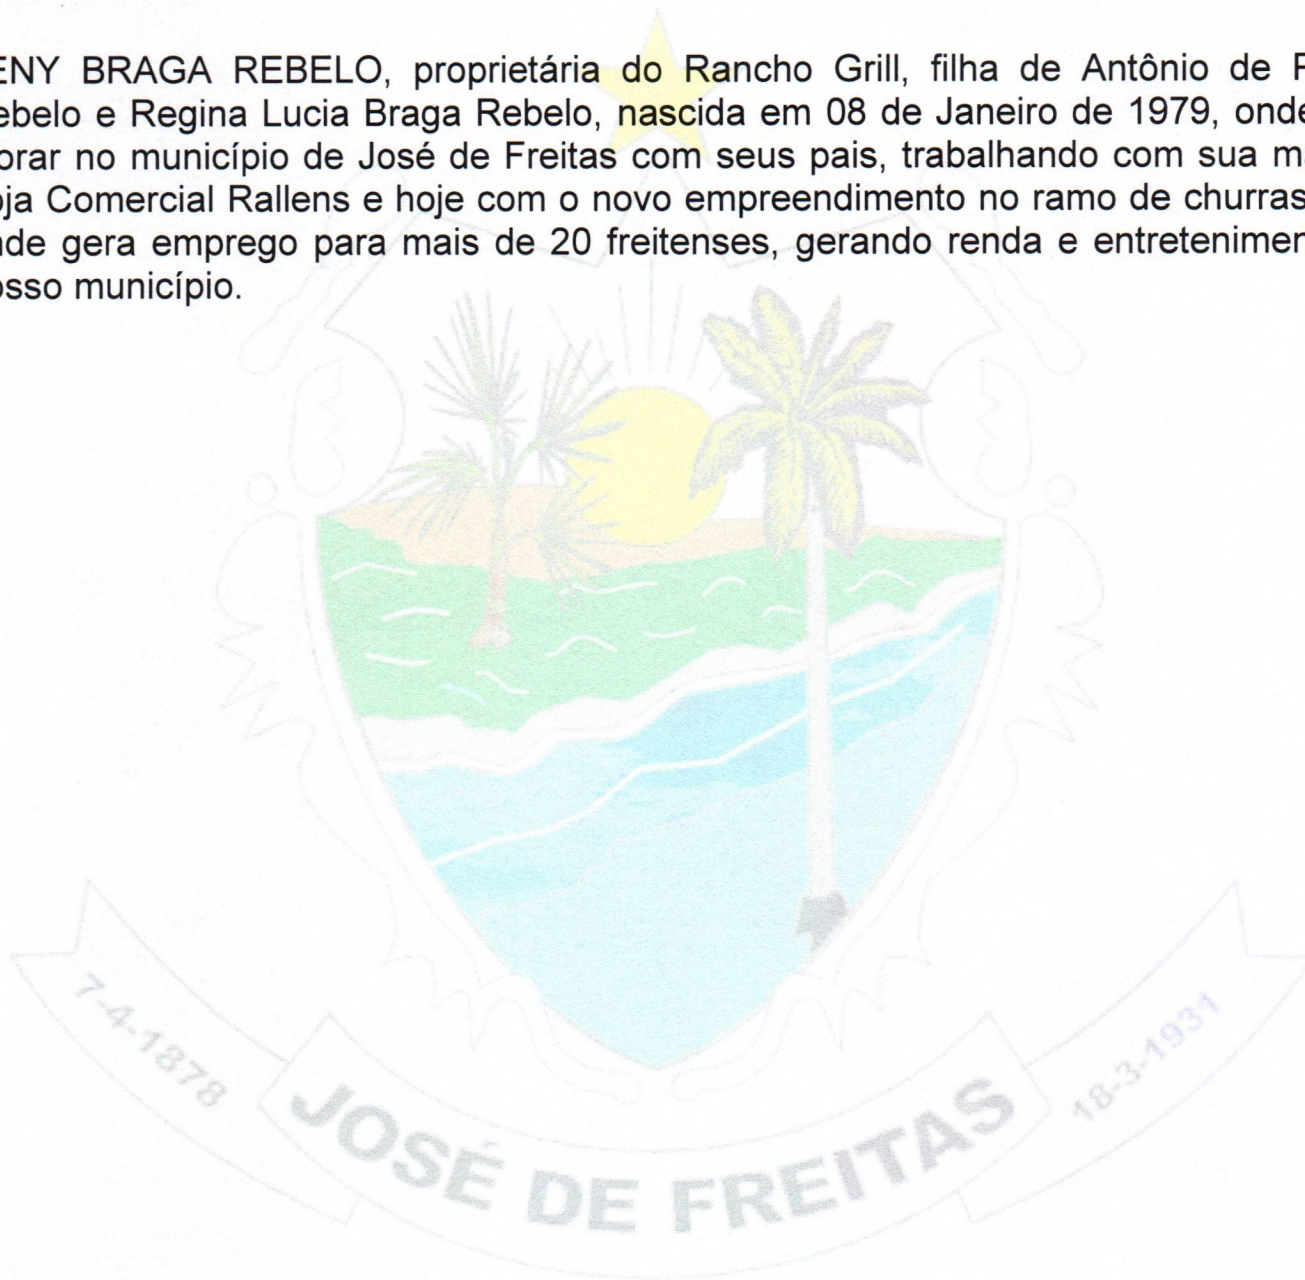 ENY BRAGA REBELO, proprietária do Rancho Grill, filha de Antônio de
ebelo e Regina Lucia Braga Rebelo, nascida em 08 de Janeiro de 1979, onde
orar no município de José de Freitas com seus pais, trabalhando com sua
oja Comercial Rallens e hoje com o novo empreendimento no ramo de churras
nde gera emprego para mais de 20 freitenses, gerando renda e entretenimen
osso município.
7-4-1878
JOSÉ DE FREITAS
18-3-1931